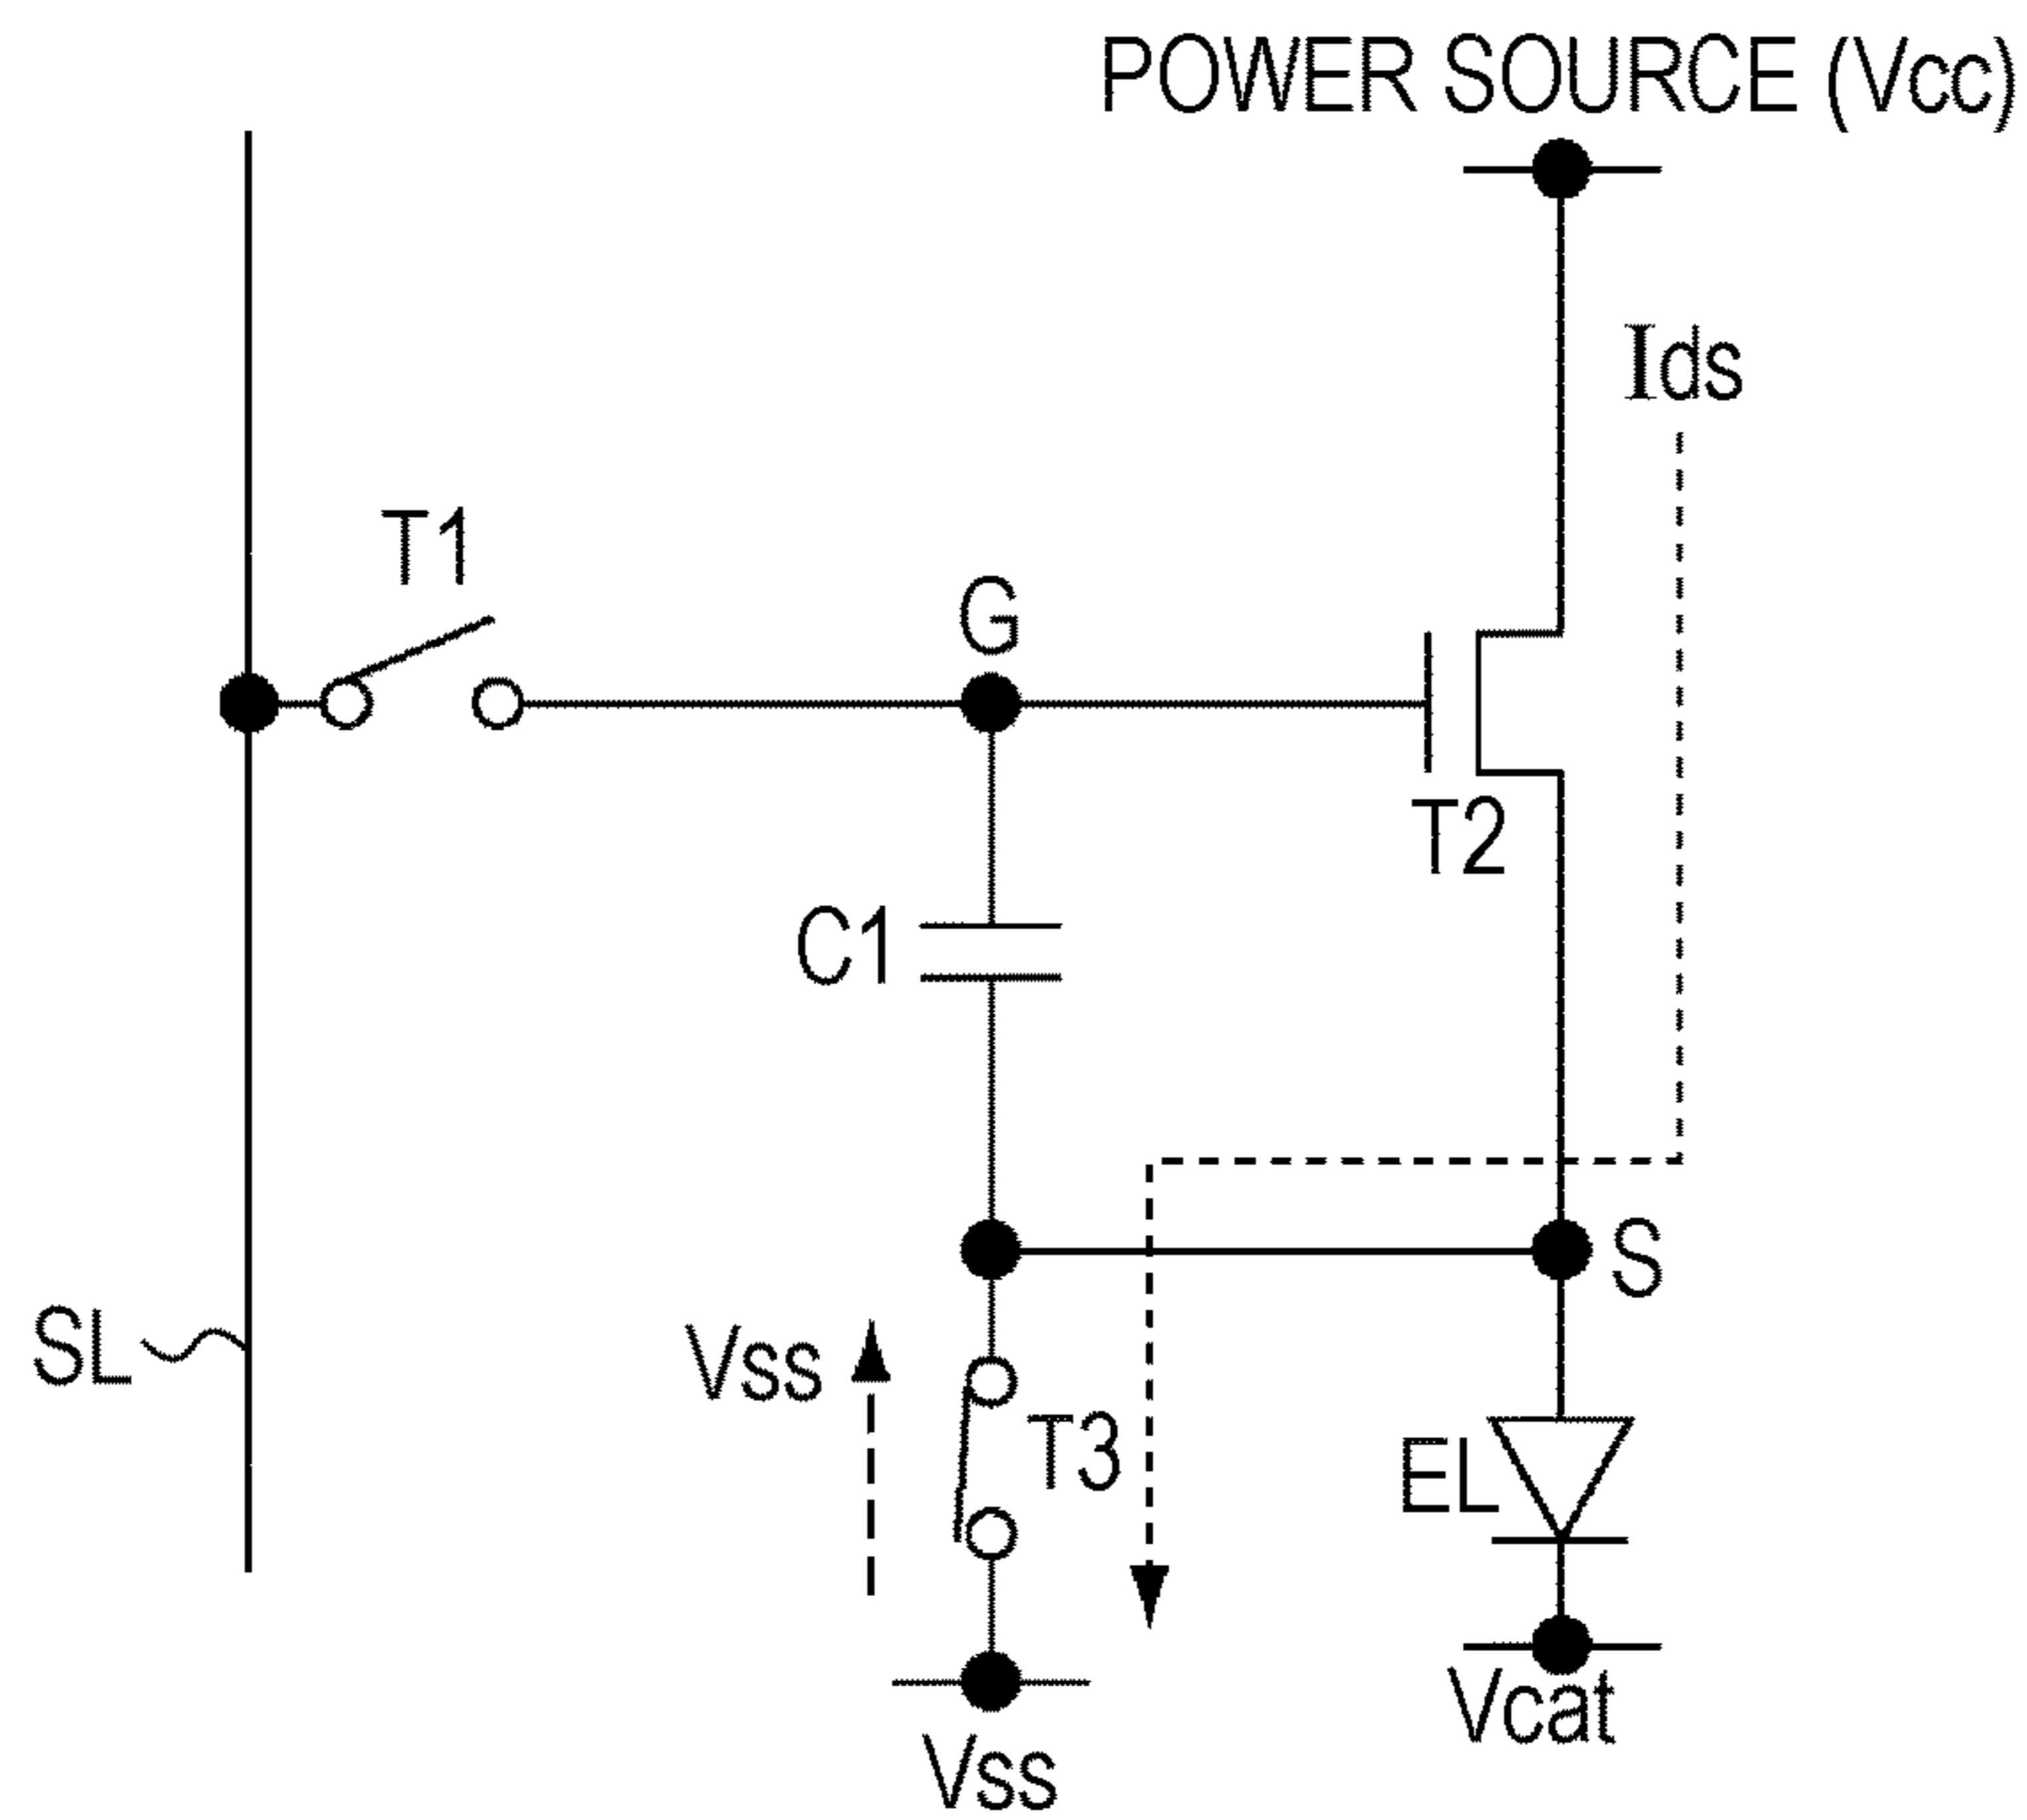 POWER SOURCE (Vcc)
Ids
T1
G
T2
C1
S
SL
Vss
T3
EL
Vcat
Vss